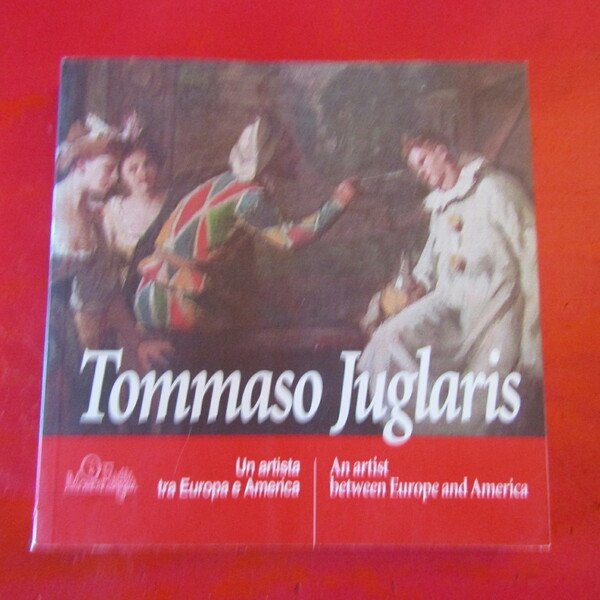 Tommaso Juglaris
Un artista
tra Europa e America
An artist
between Europe and America